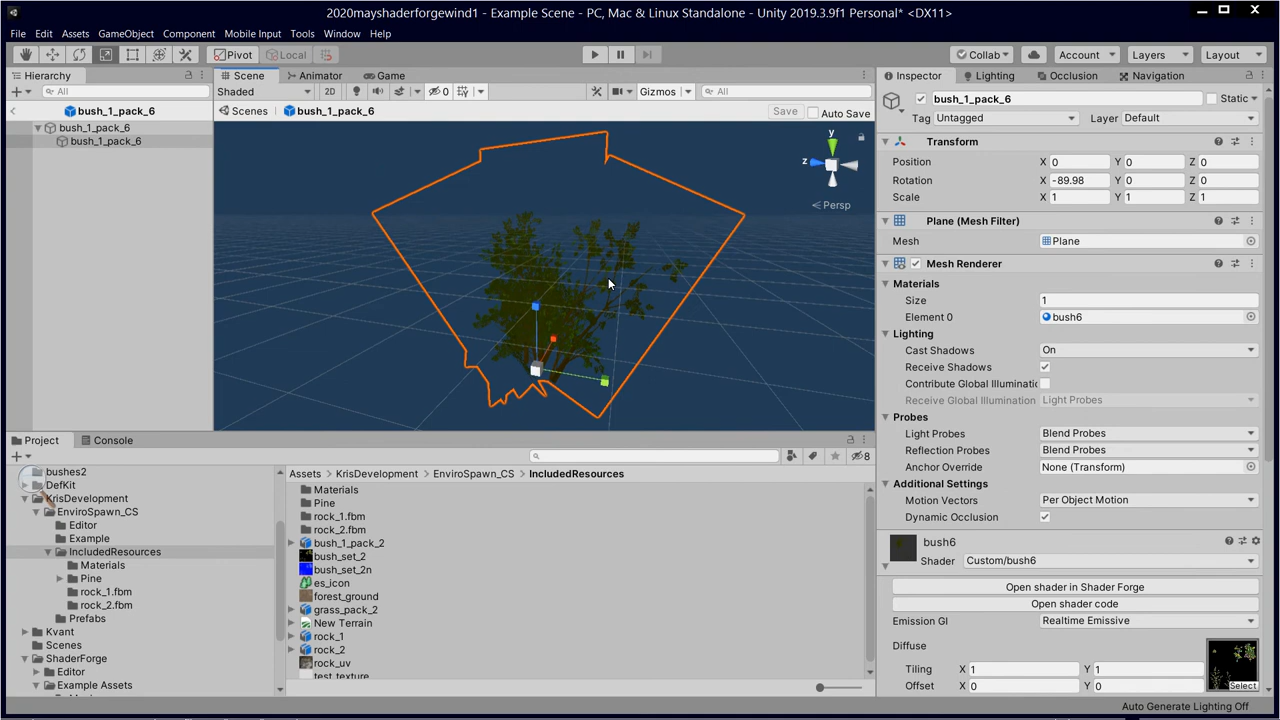 2020mayshaderforgewind1 - Example Scene - PC, Mac & Linux Standalone - Unity 2019.3.9f1 Personal* <DX11>
File Edit Assets GameObject Component Mobile Input Tools Window Help
Pivot Local Collab Account Layers Layout
Hierarchy Scene Animator Game Inspector Lighting Occlusion Navigation
All Shaded 2D 0 Gizmos All
bush_1_pack_6 Static
Tag Untagged Layer Default
bush_1_pack_6 Scenes bush_1_pack_6 Save Auto Save
bush_1_pack_6
bush_1_pack_6
y
z
Persp
Transform
Position X 0 Y 0 Z 0
Rotation X -89.98 Y 0 Z 0
Scale X 1 Y 1 Z 1
Plane (Mesh Filter)
Mesh Plane
Mesh Renderer
Materials
Size 1
Element 0 bush6
Lighting
Cast Shadows On
Receive Shadows
Contribute Global Illuminatic
Receive Global Illumination Light Probes
Probes
Light Probes Blend Probes
Reflection Probes Blend Probes
Anchor Override None (Transform)
Additional Settings
Motion Vectors Per Object Motion
Dynamic Occlusion
bush6
Shader Custom/bush6
Open shader in Shader Forge
Open shader code
Emission GI Realtime Emissive
Diffuse
Tiling X 1 Y 1
Offset X 0 Y 0
Select
Project Console
8
bushes2
DefKit
KrisDevelopment
EnviroSpawn_CS
Editor
Example
IncludedResources
Materials
Pine
rock_1.fbm
rock_2.fbm
Prefabs
Kvant
Scenes
ShaderForge
Editor
Example Assets
Assets KrisDevelopment EnviroSpawn_CS IncludedResources
Materials
Pine
rock_1.fbm
rock_2.fbm
bush_1_pack_2
bush_set_2
bush_set_2n
es_icon
forest_ground
grass_pack_2
New Terrain
rock_1
rock_2
rock_uv
test_texture
Auto Generate Lighting Off